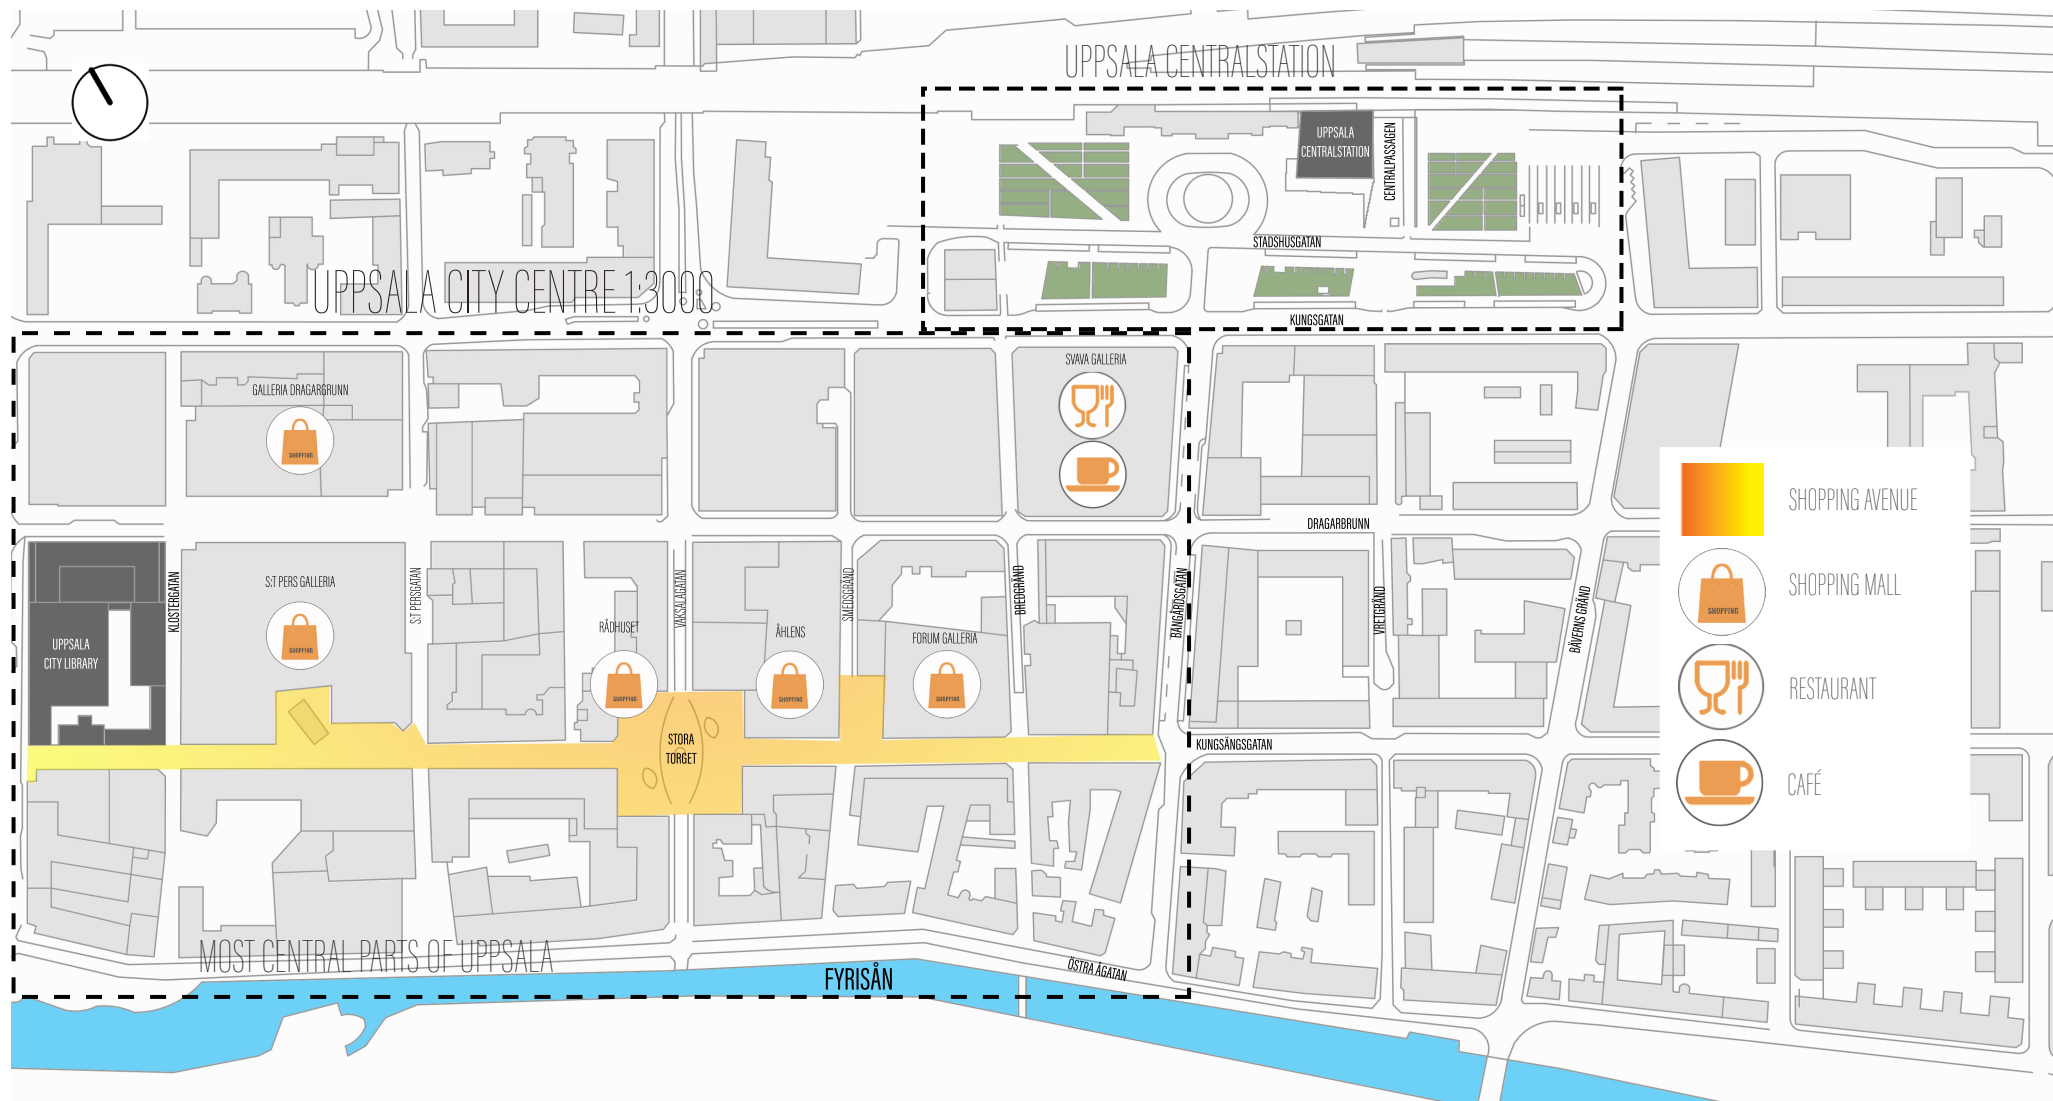 UPPSALA CENTRALSTATION
UPPSALA
CENTRALSTATION
CENTRALPASSAGEN
STADSHUSGATAN
KUNGSGATAN
UPPSALA CITY CENTRE 1:3000
GALLERIA DRAGARGRUNN
SHOPPING
SVAVA GALLERIA
DRAGARBRUNN
SHOPPING AVENUE
SHOPPING
SHOPPING MALL
RESTAURANT
CAFÉ
UPPSALA
CITY LIBRARY
KLOSTERGATAN
S:T PERS GALLERIA
SHOPPING
S:T PERSGATAN
RÅDHUSET
SHOPPING
VAKSALAGATAN
ÅHLENS
SHOPPING
SMEDSGRÄND
FORUM GALLERIA
SHOPPING
BREDGRÄND
BANGÅRDSGATAN
VRETGRÄND
BÄVERNS GRÄND
STORA
TORGET
KUNGSÄNGSGATAN
MOST CENTRAL PARTS OF UPPSALA
FYRISÅN
ÖSTRA ÅGATAN